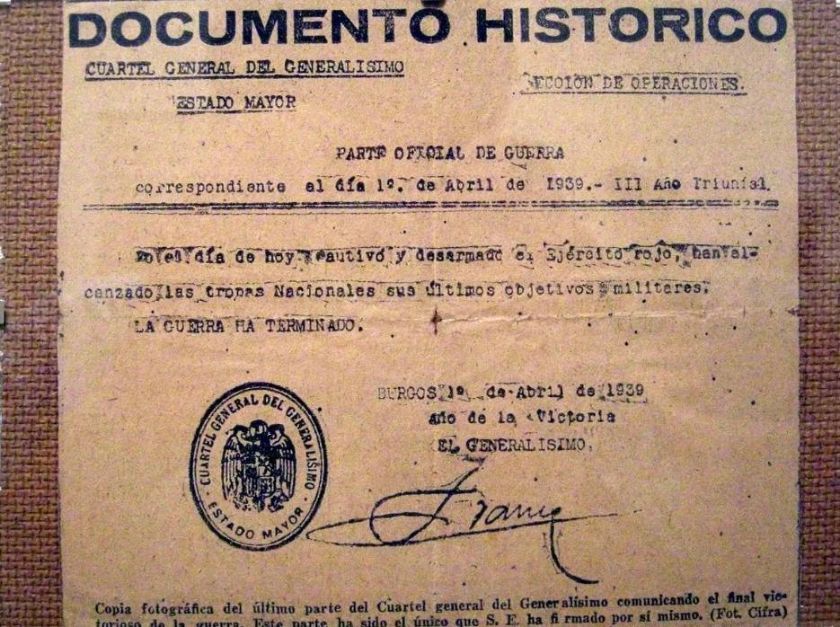 DOCUMENTO HISTORICO
CUARTEL GENERAL DEL GENERALISIMO
SECCION DE OPERACIONES.
ESTADO MAYOR
PARTE OFICIAL DE GUERRA
correspondiente al día 1º. de Abril de 1939.- III Año Triunfal.
En el día de hoy, cautivo y desarmado el Ejército rojo, han al-
canzado las tropas Nacionales sus últimos objetivos militares.
LA GUERRA HA TERMINADO.
BURGOS 1º de Abril de 1939
Año de la Victoria
EL GENERALISIMO.
CUARTEL GENERAL DEL GENERALISIMO
ESTADO MAYOR
Franco
Copia fotográfica del último parte del Cuartel general del Generalísimo comunicando el final vic-
torioso de la guerra. Este parte ha sido el único que S. E. ha firmado por sí mismo. (Fot. Cifra)